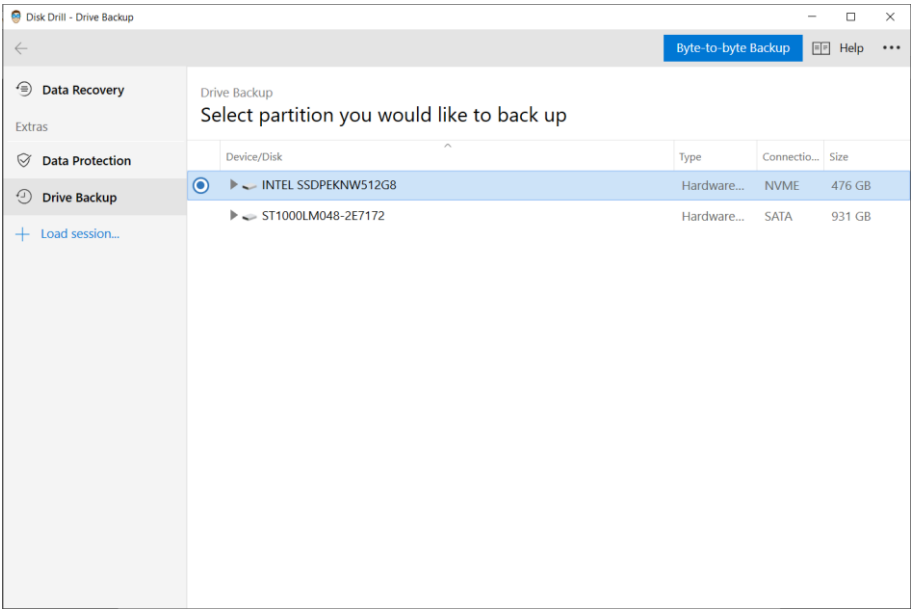 Disk Drill - Drive Backup
Byte-to-byte Backup Help
Data Recovery
Extras
Data Protection
Drive Backup
Load session...
Drive Backup
Select partition you would like to back up
Device/Disk Type Connectio... Size
INTEL SSDPEKNW512G8 Hardware... NVME 476 GB
ST1000LM048-2E7172 Hardware... SATA 931 GB